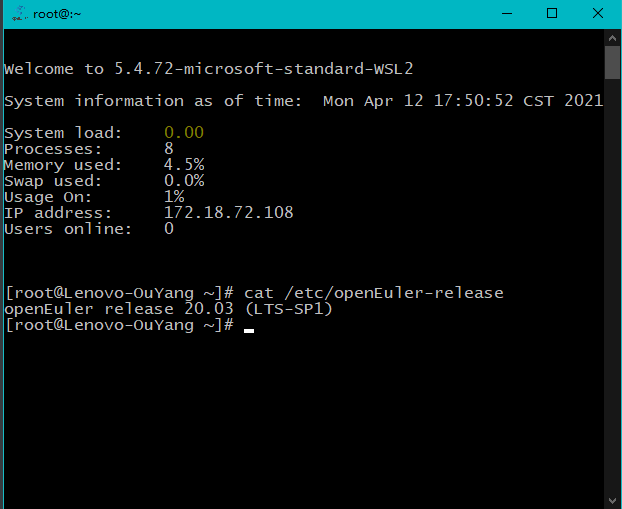 root@:~
Welcome to 5.4.72-microsoft-standard-WSL2
System information as of time:  Mon Apr 12 17:50:52 CST 2021
System load:    0.00
Processes:      8
Memory used:    4.5%
Swap used:      0.0%
Usage On:       1%
IP address:     172.18.72.108
Users online:   0
[root@Lenovo-OuYang ~]# cat /etc/openEuler-release
openEuler release 20.03 (LTS-SP1)
[root@Lenovo-OuYang ~]#